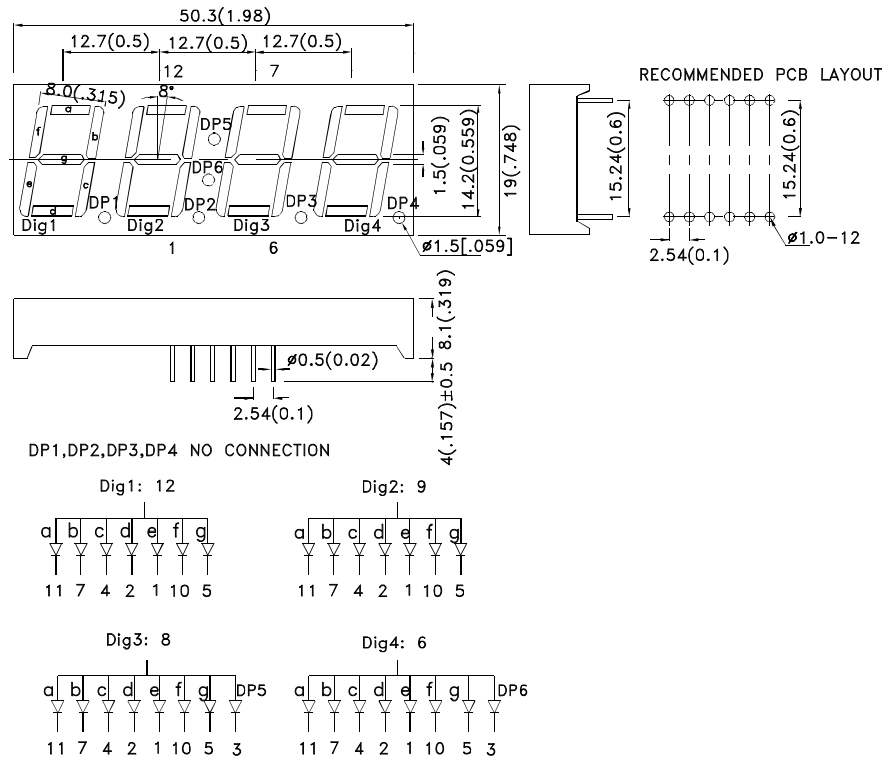 50.3(1.98)
12.7(0.5) 12.7(0.5) 12.7(0.5)
12 7
RECOMMENDED PCB LAYOUT
8.0(.315) 8°
a
f b
g
e c
d
DP5
DP6
DP1 DP2 DP3 DP4
Dig1 Dig2 Dig3 Dig4
1 6
1.5(.059)
14.2(0.559)
19(.748)
ø1.5[.059]
15.24(0.6)
15.24(0.6)
ø1.0-12
2.54(0.1)
8.1(.319)
ø0.5(0.02)
2.54(0.1)
4(.157)±0.5
DP1,DP2,DP3,DP4 NO CONNECTION
Dig1: 12
a b c d e f g
11 7 4 2 1 10 5
Dig2: 9
a b c d e f g
11 7 4 2 1 10 5
Dig3: 8
a b c d e f g DP5
11 7 4 2 1 10 5 3
Dig4: 6
a b c d e f g DP6
11 7 4 2 1 10 5 3